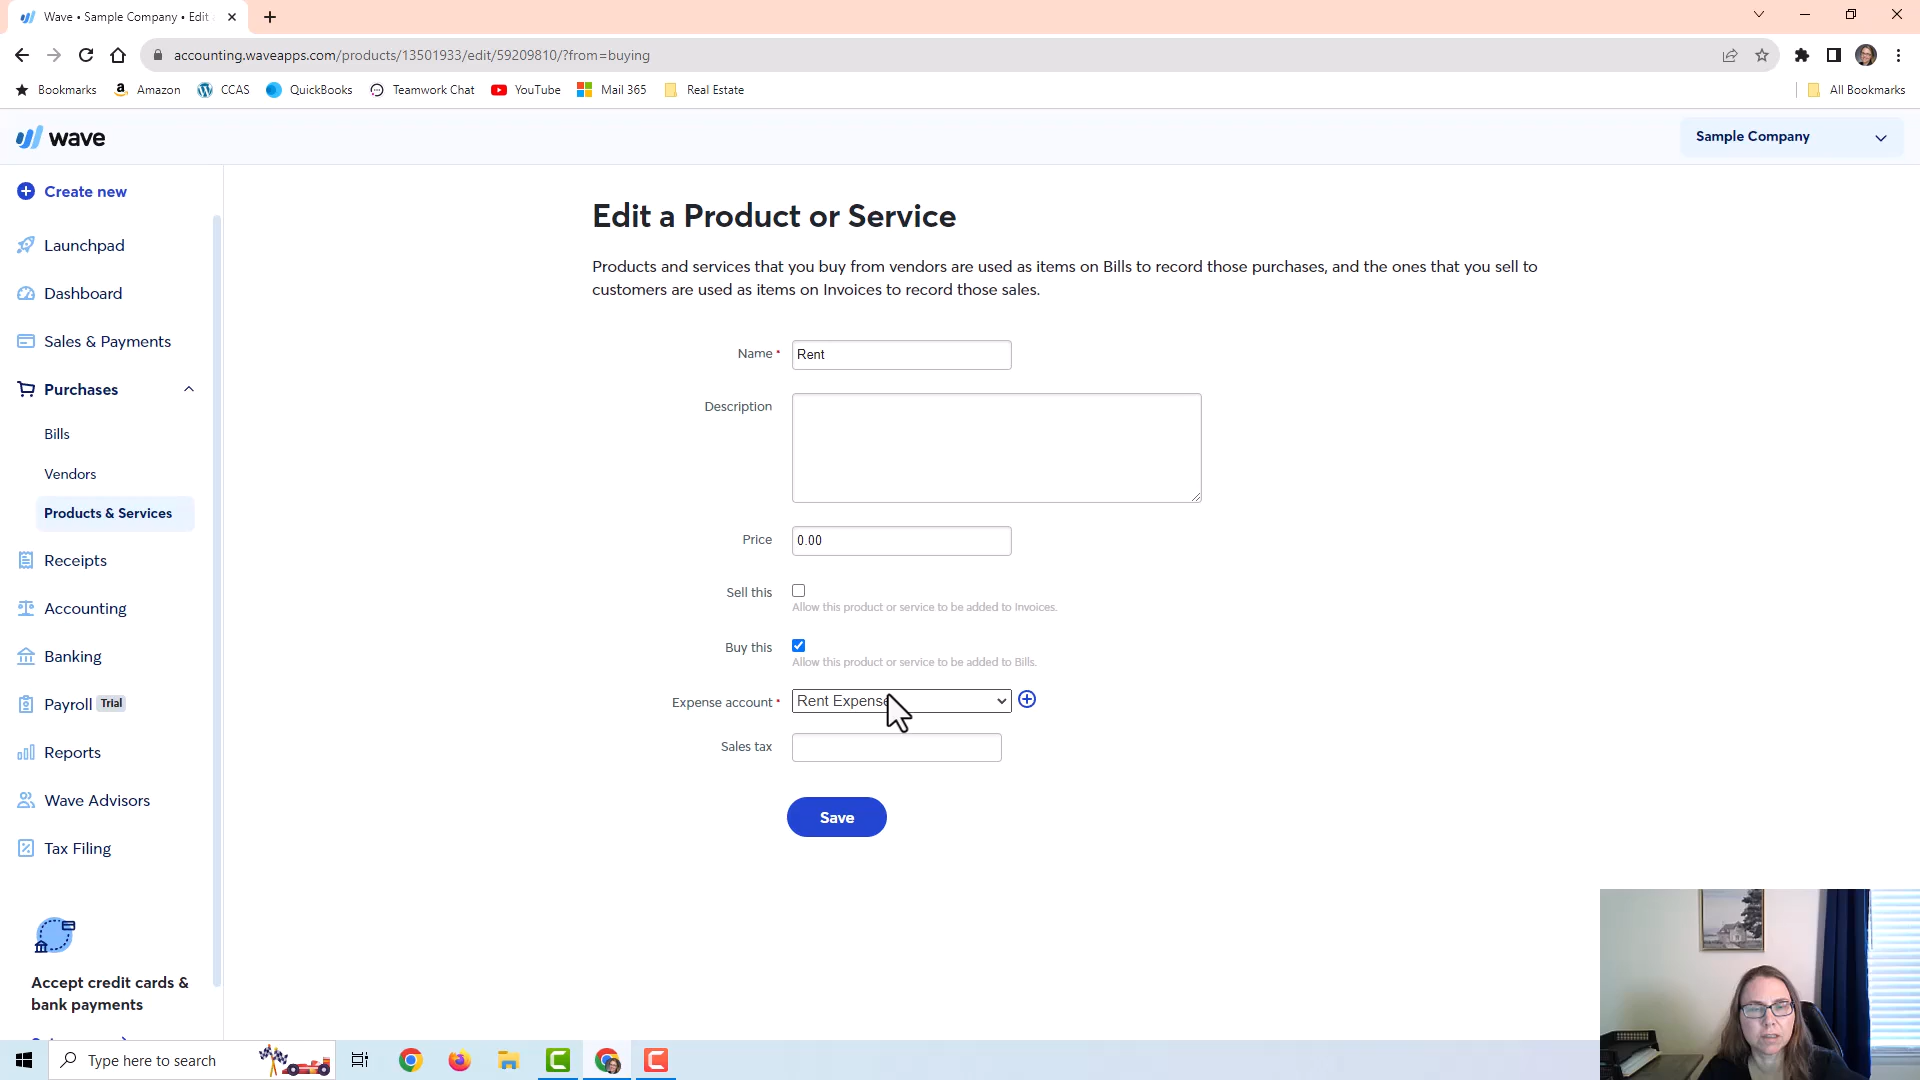 Wave • Sample Company • Edit
accounting.waveapps.com/products/13501933/edit/59209810/?from=buying
Bookmarks
Amazon
CCAS
QuickBooks
Teamwork Chat
YouTube
Mail 365
Real Estate
All Bookmarks
wave
Sample Company
Create new
Launchpad
Dashboard
Sales & Payments
Purchases
Bills
Vendors
Products & Services
Receipts
Accounting
Banking
Payroll Trial
Reports
Wave Advisors
Tax Filing
Accept credit cards &
bank payments
Edit a Product or Service
Products and services that you buy from vendors are used as items on Bills to record those purchases, and the ones that you sell to
customers are used as items on Invoices to record those sales.
Name * Rent
Description
Price 0.00
Sell this
Allow this product or service to be added to Invoices.
Buy this
Allow this product or service to be added to Bills.
Expense account * Rent Expense
Sales tax
Save
Type here to search